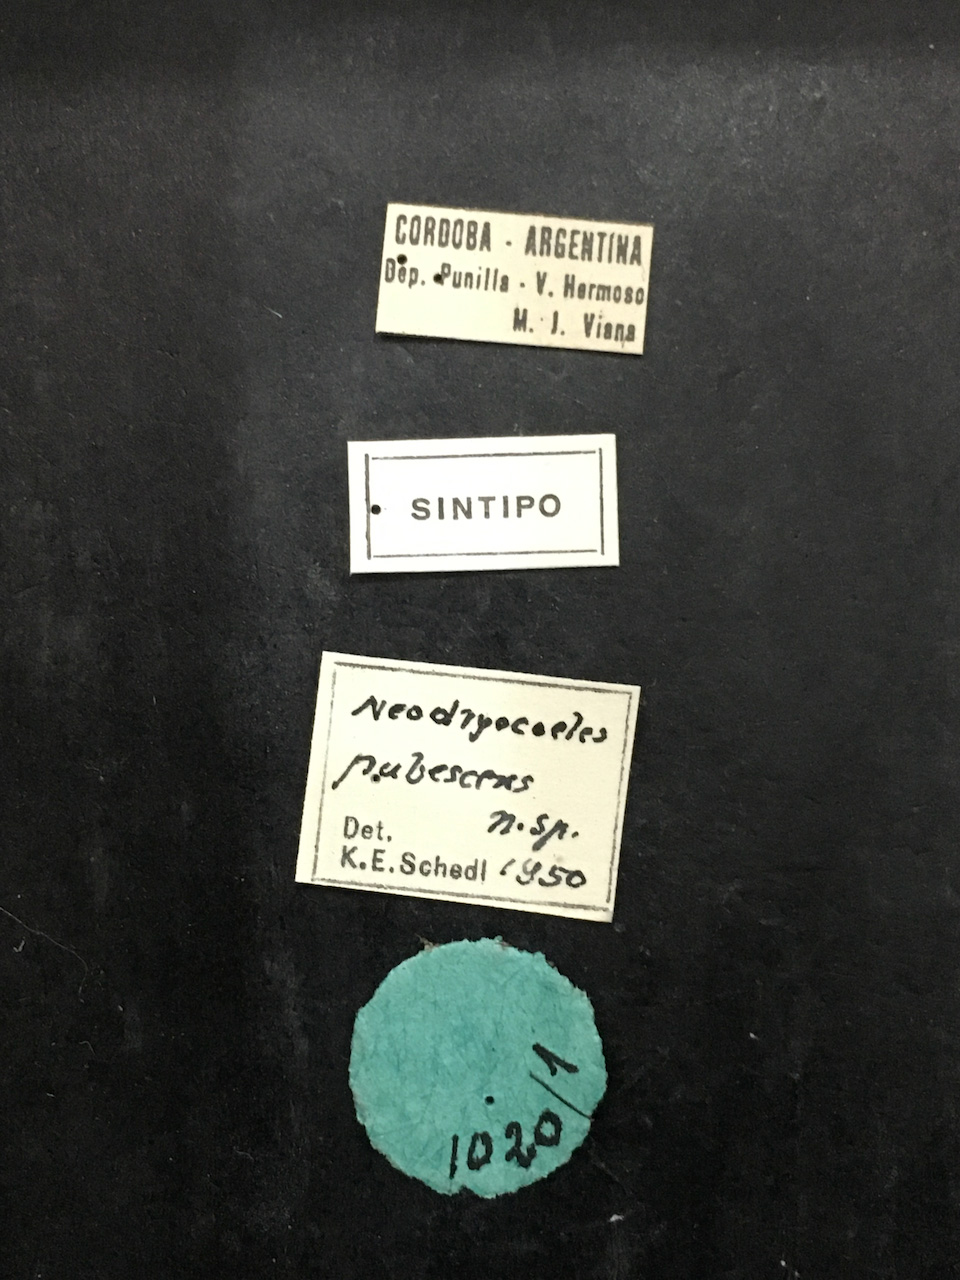 CORDOBA - ARGENTINA
Dep. Punilla - V. Hermoso
M. J. Viana
SINTIPO
Neodryocoetes
pubescens
n. sp.
Det.
K.E.Schedl 1950
1020/1